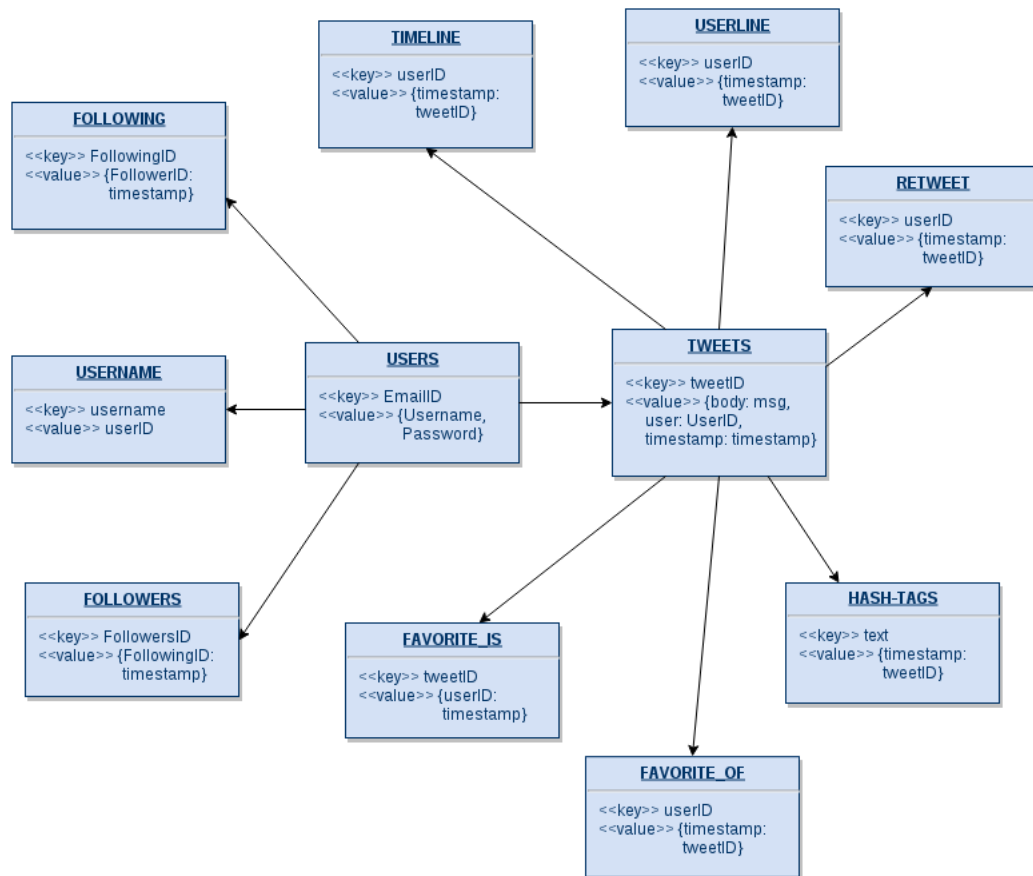 TIMELINE
<<key>> userID
<<value>> {timestamp:
tweetID}
USERLINE
<<key>> userID
<<value>> {timestamp:
tweetID}
FOLLOWING
<<key>> FollowingID
<<value>> {FollowerID:
timestamp}
RETWEET
<<key>> userID
<<value>> {timestamp:
tweetID}
USERNAME
<<key>> username
<<value>> userID
USERS
<<key>> EmailID
<<value>> {Username,
Password}
TWEETS
<<key>> tweetID
<<value>> {body: msg,
user: UserID,
timestamp: timestamp}
FOLLOWERS
<<key>> FollowersID
<<value>> {FollowingID:
timestamp}
FAVORITE_IS
<<key>> tweetID
<<value>> {userID:
timestamp}
HASH-TAGS
<<key>> text
<<value>> {timestamp:
tweetID}
FAVORITE_OF
<<key>> userID
<<value>> {timestamp:
tweetID}